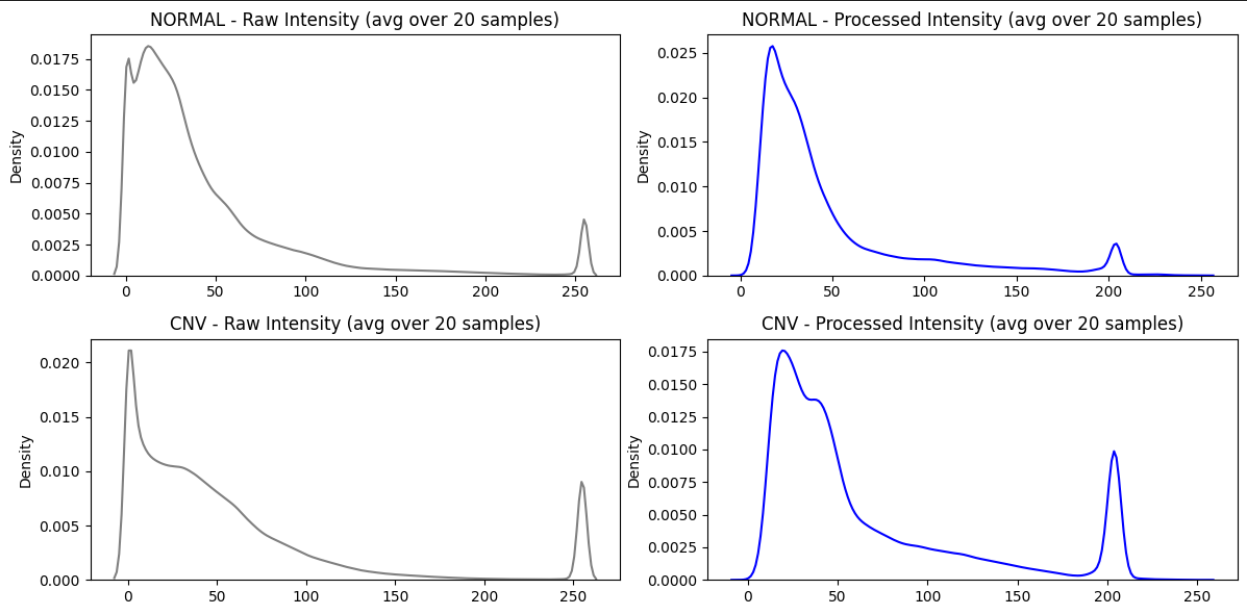 NORMAL - Raw Intensity (avg over 20 samples)
Density
0.0175
0.0150
0.0125
0.0100
0.0075
0.0050
0.0025
0.0000
0 50 100 150 200 250
NORMAL - Processed Intensity (avg over 20 samples)
Density
0.025
0.020
0.015
0.010
0.005
0.000
0 50 100 150 200 250
CNV - Raw Intensity (avg over 20 samples)
Density
0.020
0.015
0.010
0.005
0.000
0 50 100 150 200 250
CNV - Processed Intensity (avg over 20 samples)
Density
0.0175
0.0150
0.0125
0.0100
0.0075
0.0050
0.0025
0.0000
0 50 100 150 200 250